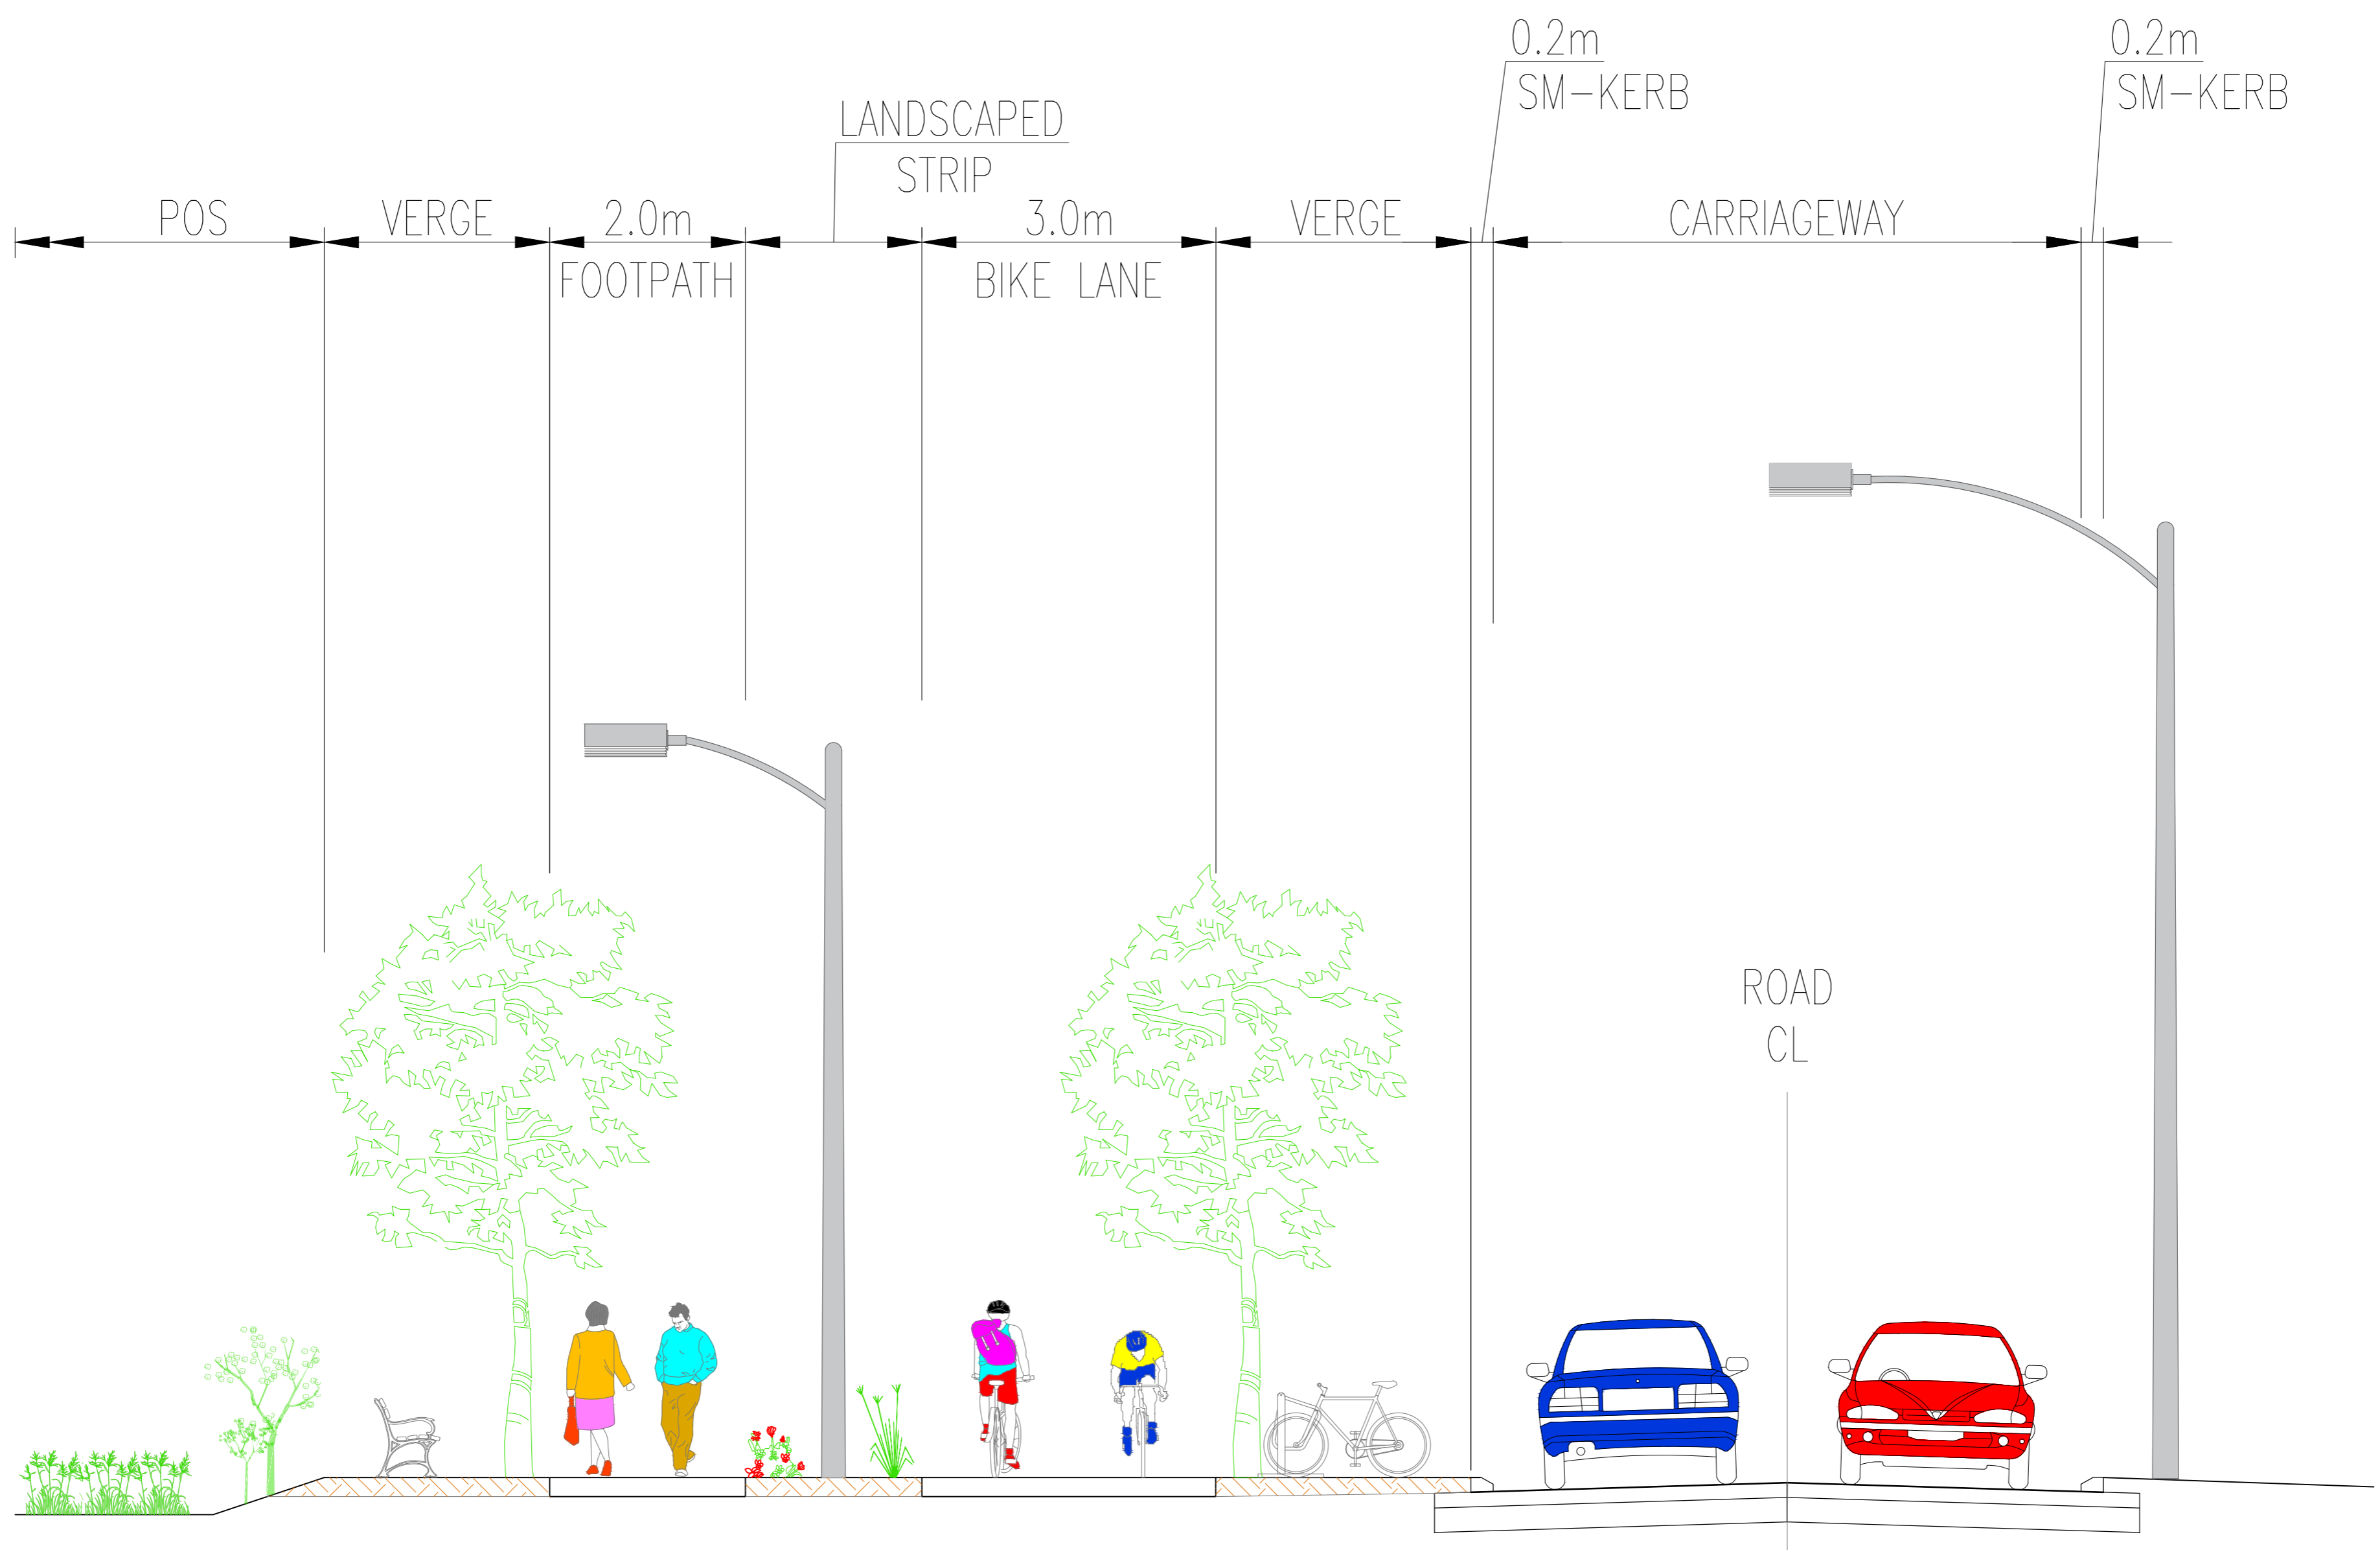 0.2m
SM-KERB
0.2m
SM-KERB
LANDSCAPED
STRIP
POS
VERGE
2.0m
FOOTPATH
3.0m
BIKE LANE
VERGE
CARRIAGEWAY
ROAD
CL